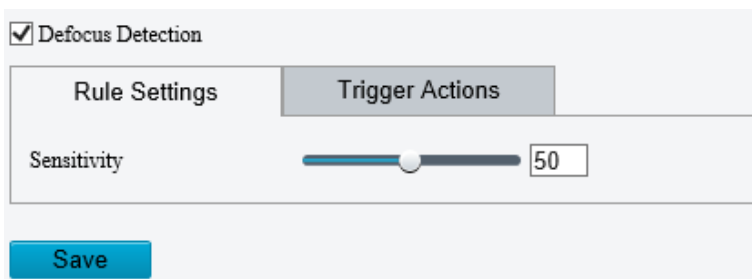 Defocus Detection
Rule Settings Trigger Actions
Sensitivity 50
Save